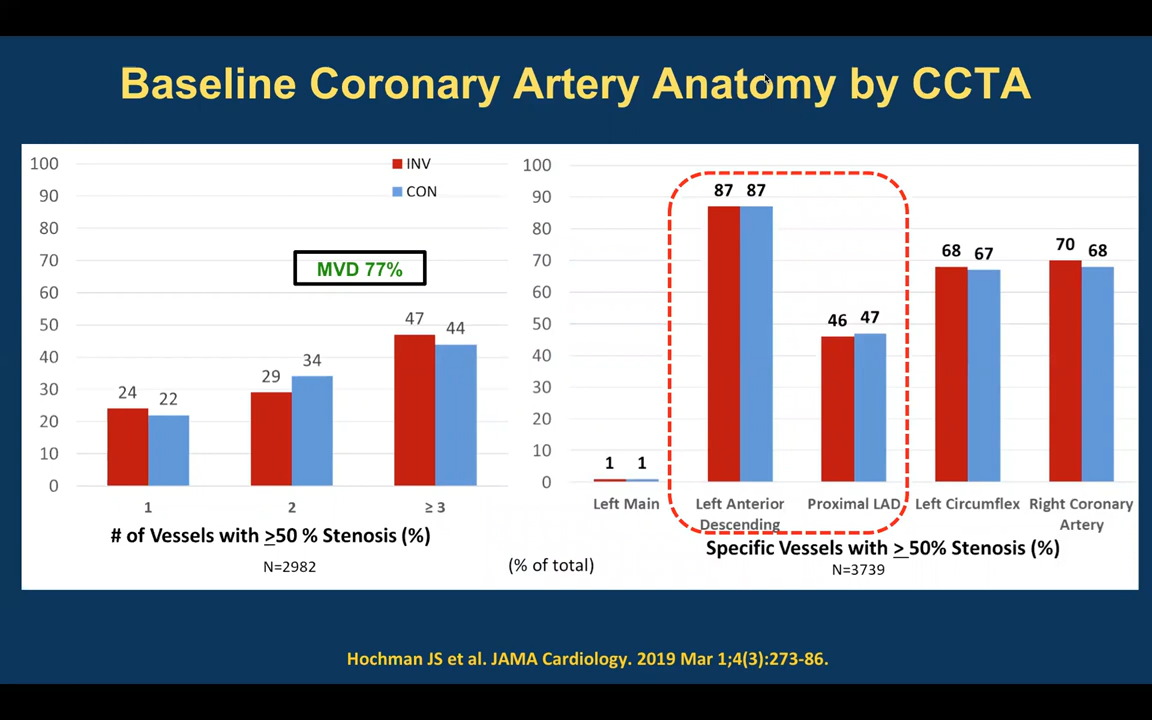 Baseline Coronary Artery Anatomy by CCTA
100
90
80
70
60
50
40
30
20
10
0
INV
CON
MVD 77%
24
22
29
34
47
44
1
2
≥ 3
# of Vessels with >50 % Stenosis (%)
N=2982
(% of total)
100
90
80
70
60
50
40
30
20
10
0
1
1
87
87
46
47
68
67
70
68
Left Main
Left Anterior
Descending
Proximal LAD
Left Circumflex
Right Coronary
Artery
Specific Vessels with > 50% Stenosis (%)
N=3739
Hochman JS et al. JAMA Cardiology. 2019 Mar 1;4(3):273-86.